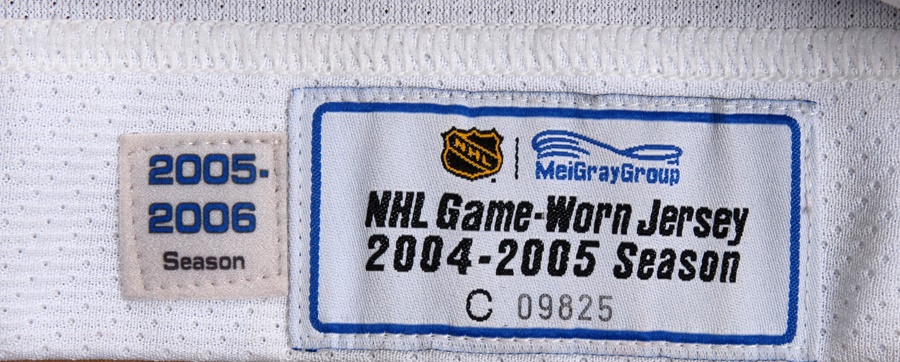 2005-
2006
Season
NHL
MeiGrayGroup
NHL Game-Worn Jersey
2004-2005 Season
C 09825